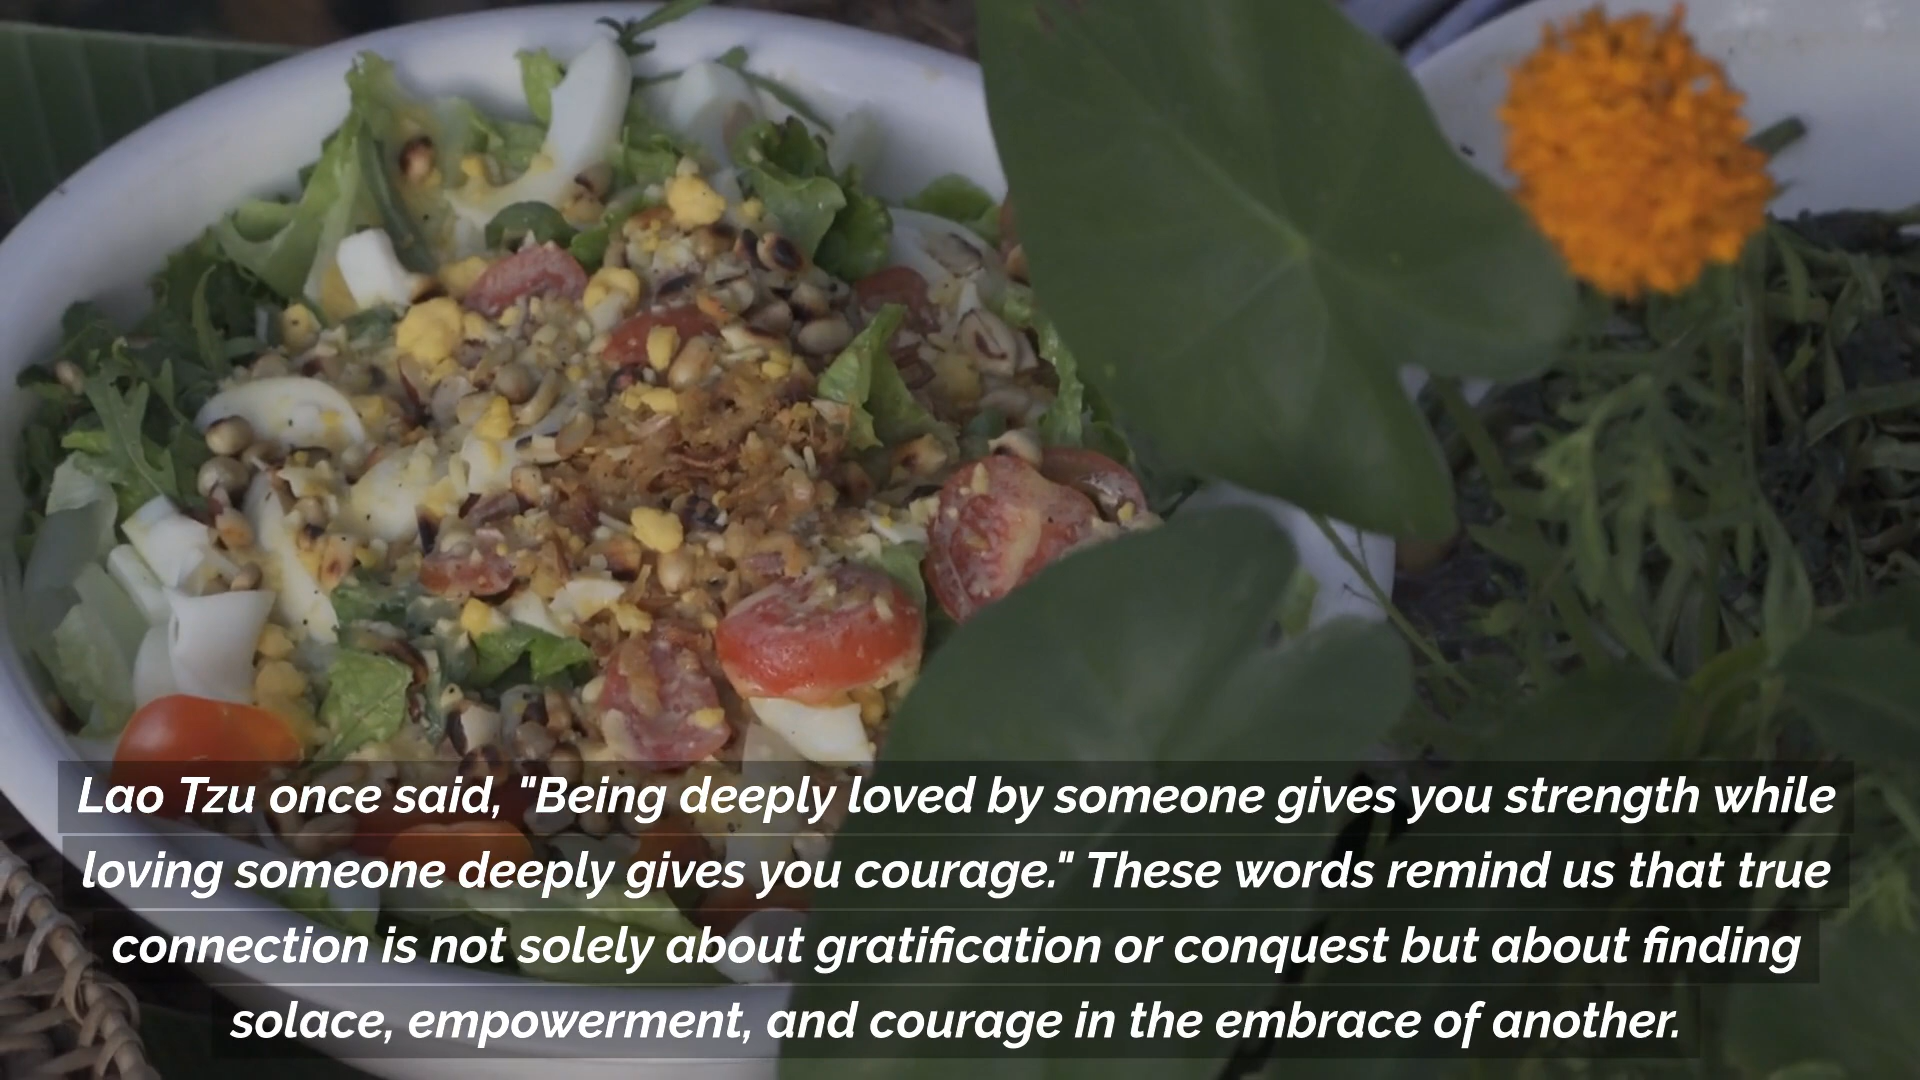 Lao Tzu once said, "Being deeply loved by someone gives you strength while
loving someone deeply gives you courage." These words remind us that true
connection is not solely about gratification or conquest but about finding
solace, empowerment, and courage in the embrace of another.